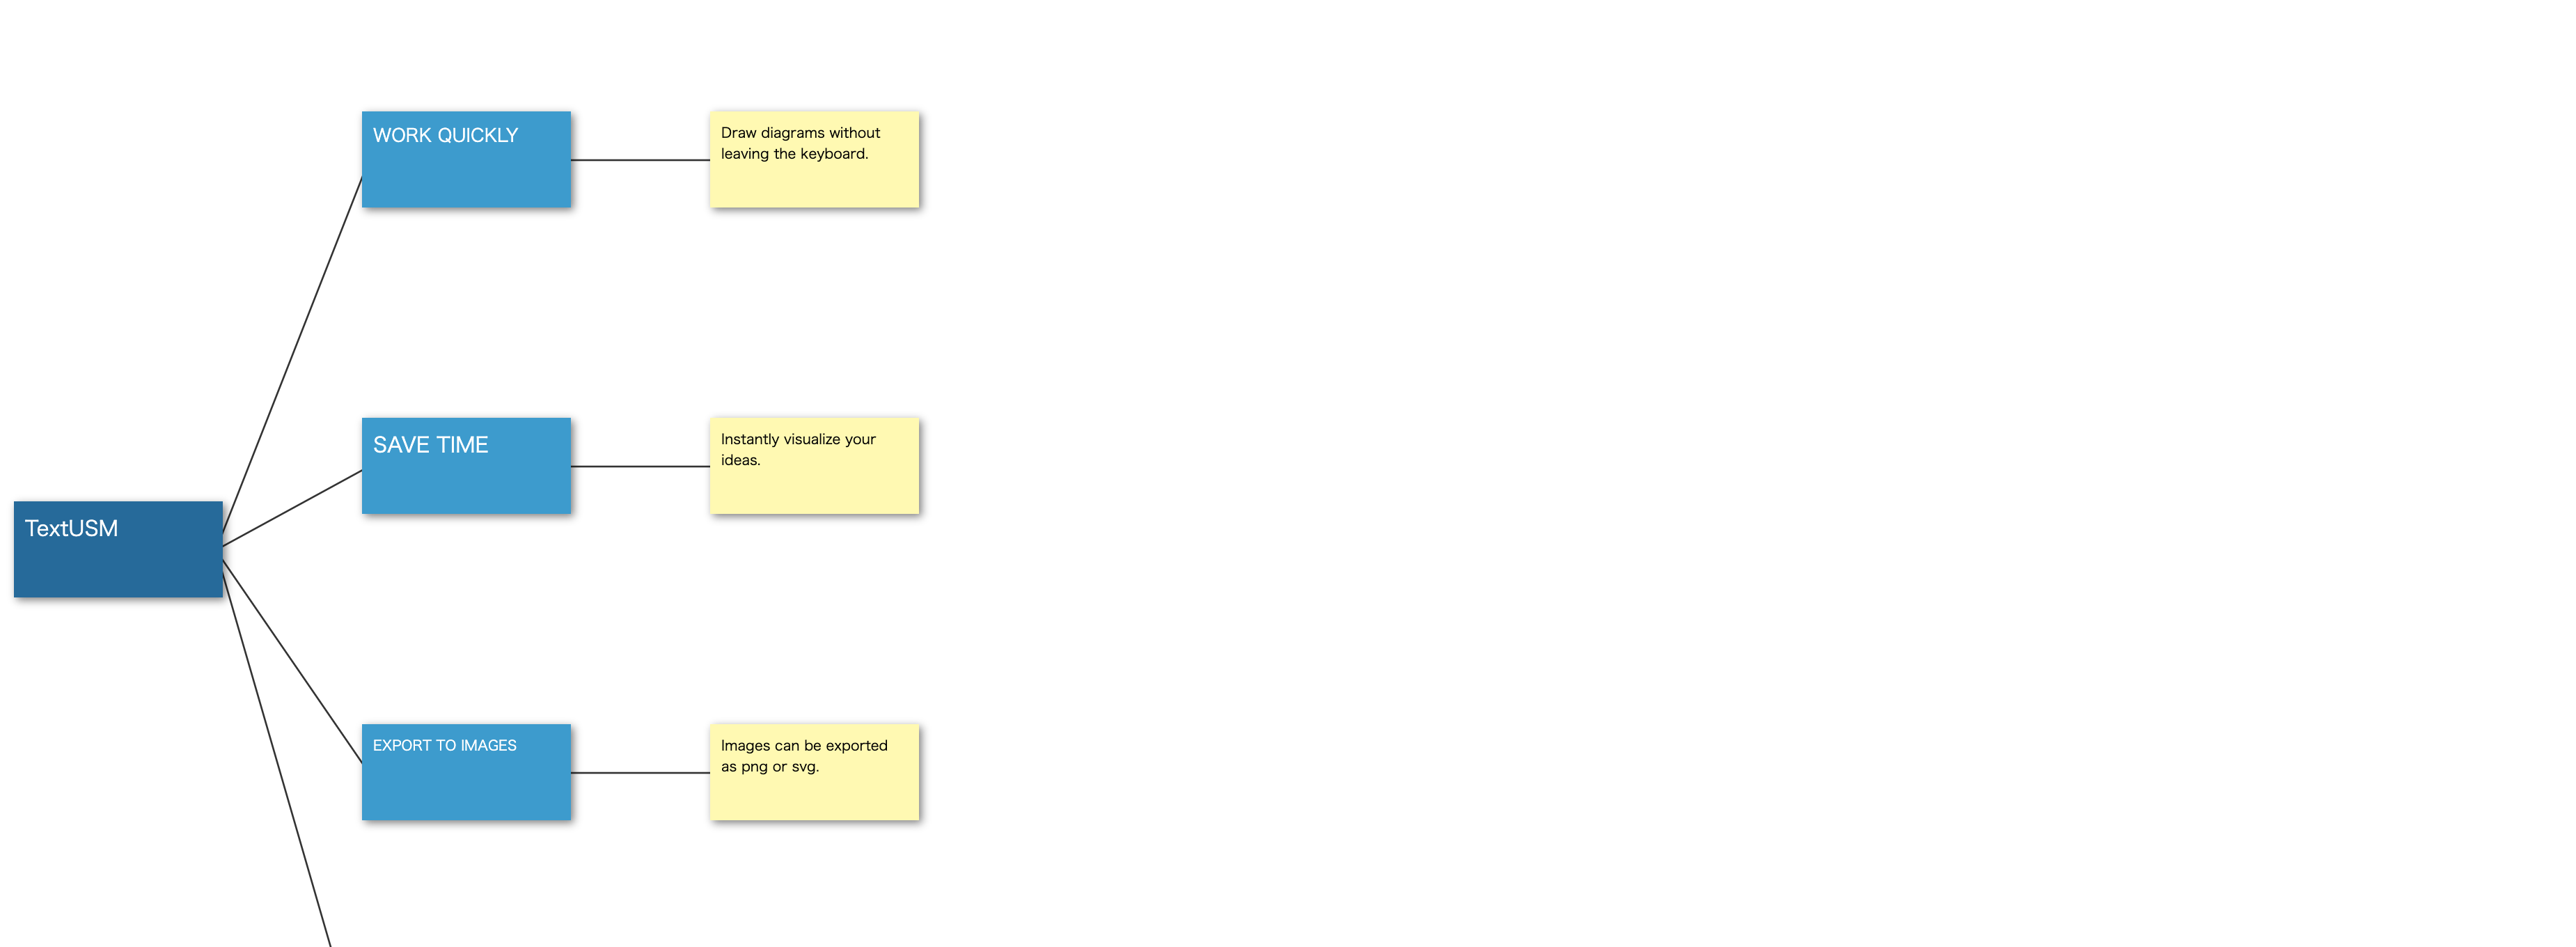 WORK QUICKLY
Draw diagrams without
leaving the keyboard.
SAVE TIME
Instantly visualize your
ideas.
TextUSM
EXPORT TO IMAGES
Images can be exported
as png or svg.